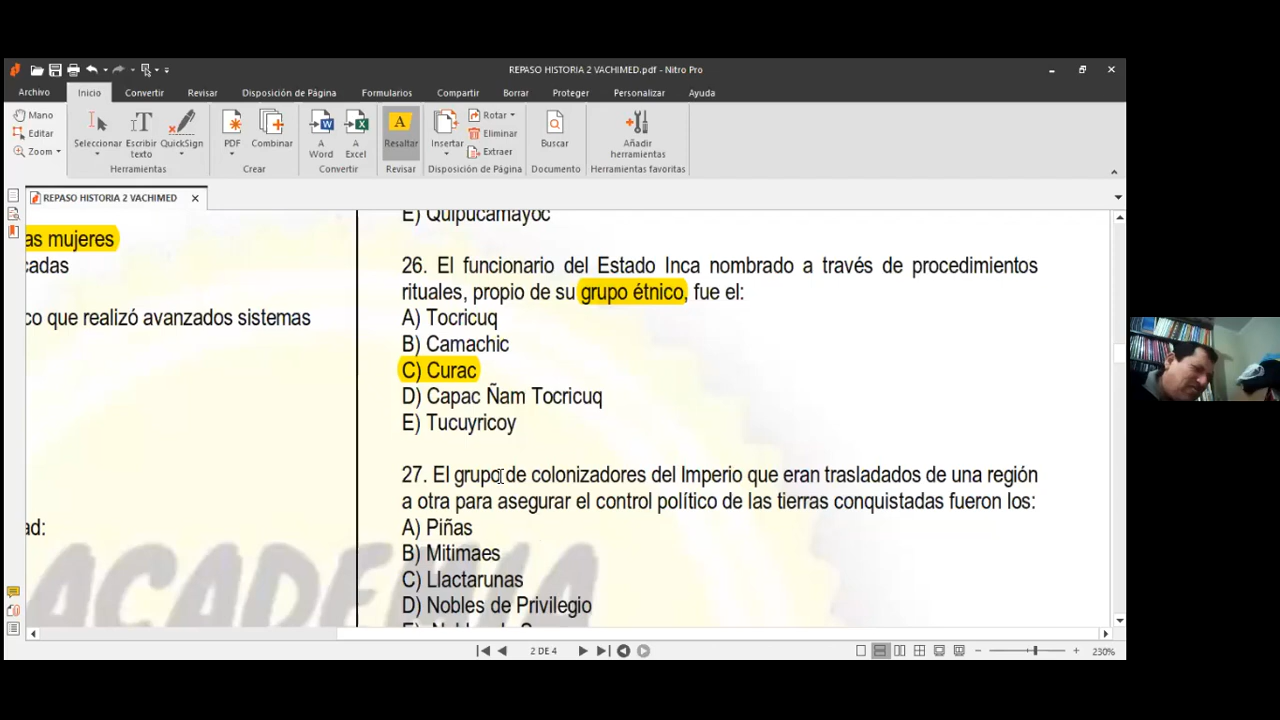 REPASO HISTORIA 2 VACHIMED.pdf - Nitro Pro
Archivo Inicio Convertir Revisar Disposición de Página Formularios Compartir Borrar Proteger Personalizar Ayuda
Mano
Editar
Zoom
Seleccionar
Escribir texto
QuickSign
Herramientas
PDF
Combinar
Crear
A Word
A Excel
Convertir
Resaltar
Revisar
Insertar
Rotar
Eliminar
Extraer
Disposición de Página
Buscar
Documento
Añadir herramientas
Herramientas favoritas
REPASO HISTORIA 2 VACHIMED
as mujeres
cadas
co que realizó avanzados sistemas
ad:
E) Quipucamayoc
26. El funcionario del Estado Inca nombrado a través de procedimientos
rituales, propio de su grupo étnico, fue el:
A) Tocricuq
B) Camachic
C) Curac
D) Capac Ñam Tocricuq
E) Tucuyricoy
27. El grupo de colonizadores del Imperio que eran trasladados de una región
a otra para asegurar el control político de las tierras conquistadas fueron los:
A) Piñas
B) Mitimaes
C) Llactarunas
D) Nobles de Privilegio
ACADEMIA
2 DE 4
230%